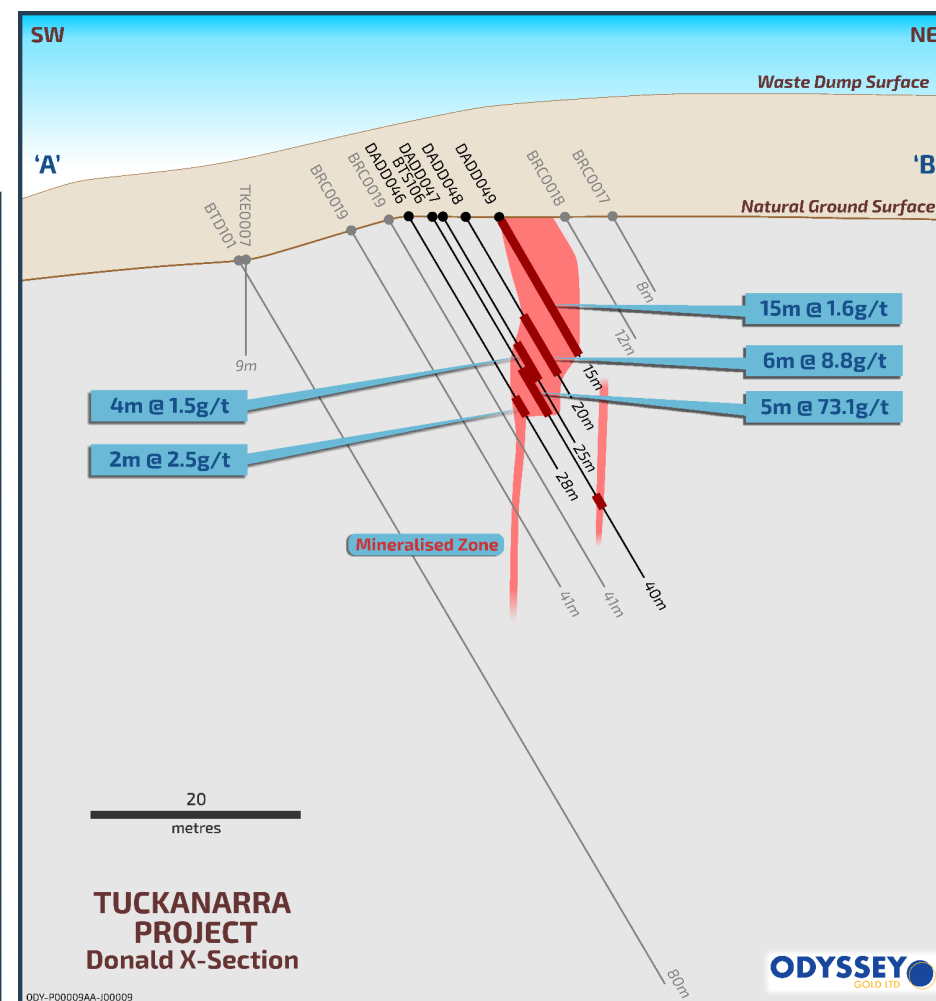 SW
NE
Waste Dump Surface
'A'
'B'
Natural Ground Surface
BTD101
TKE0007
BRC0019
BRC0019
DADD046
BTS106
DADD047
DADD048
DADD049
BRC0018
BRC0017
8m
12m
15m @ 1.6g/t
9m
6m @ 8.8g/t
15m
4m @ 1.5g/t
20m
5m @ 73.1g/t
2m @ 2.5g/t
25m
28m
Mineralised Zone
41m
41m
40m
20
metres
TUCKANARRA
PROJECT
Donald X-Section
80m
ODYSSEY
GOLD LTD
ODY-P00009AA-J00009